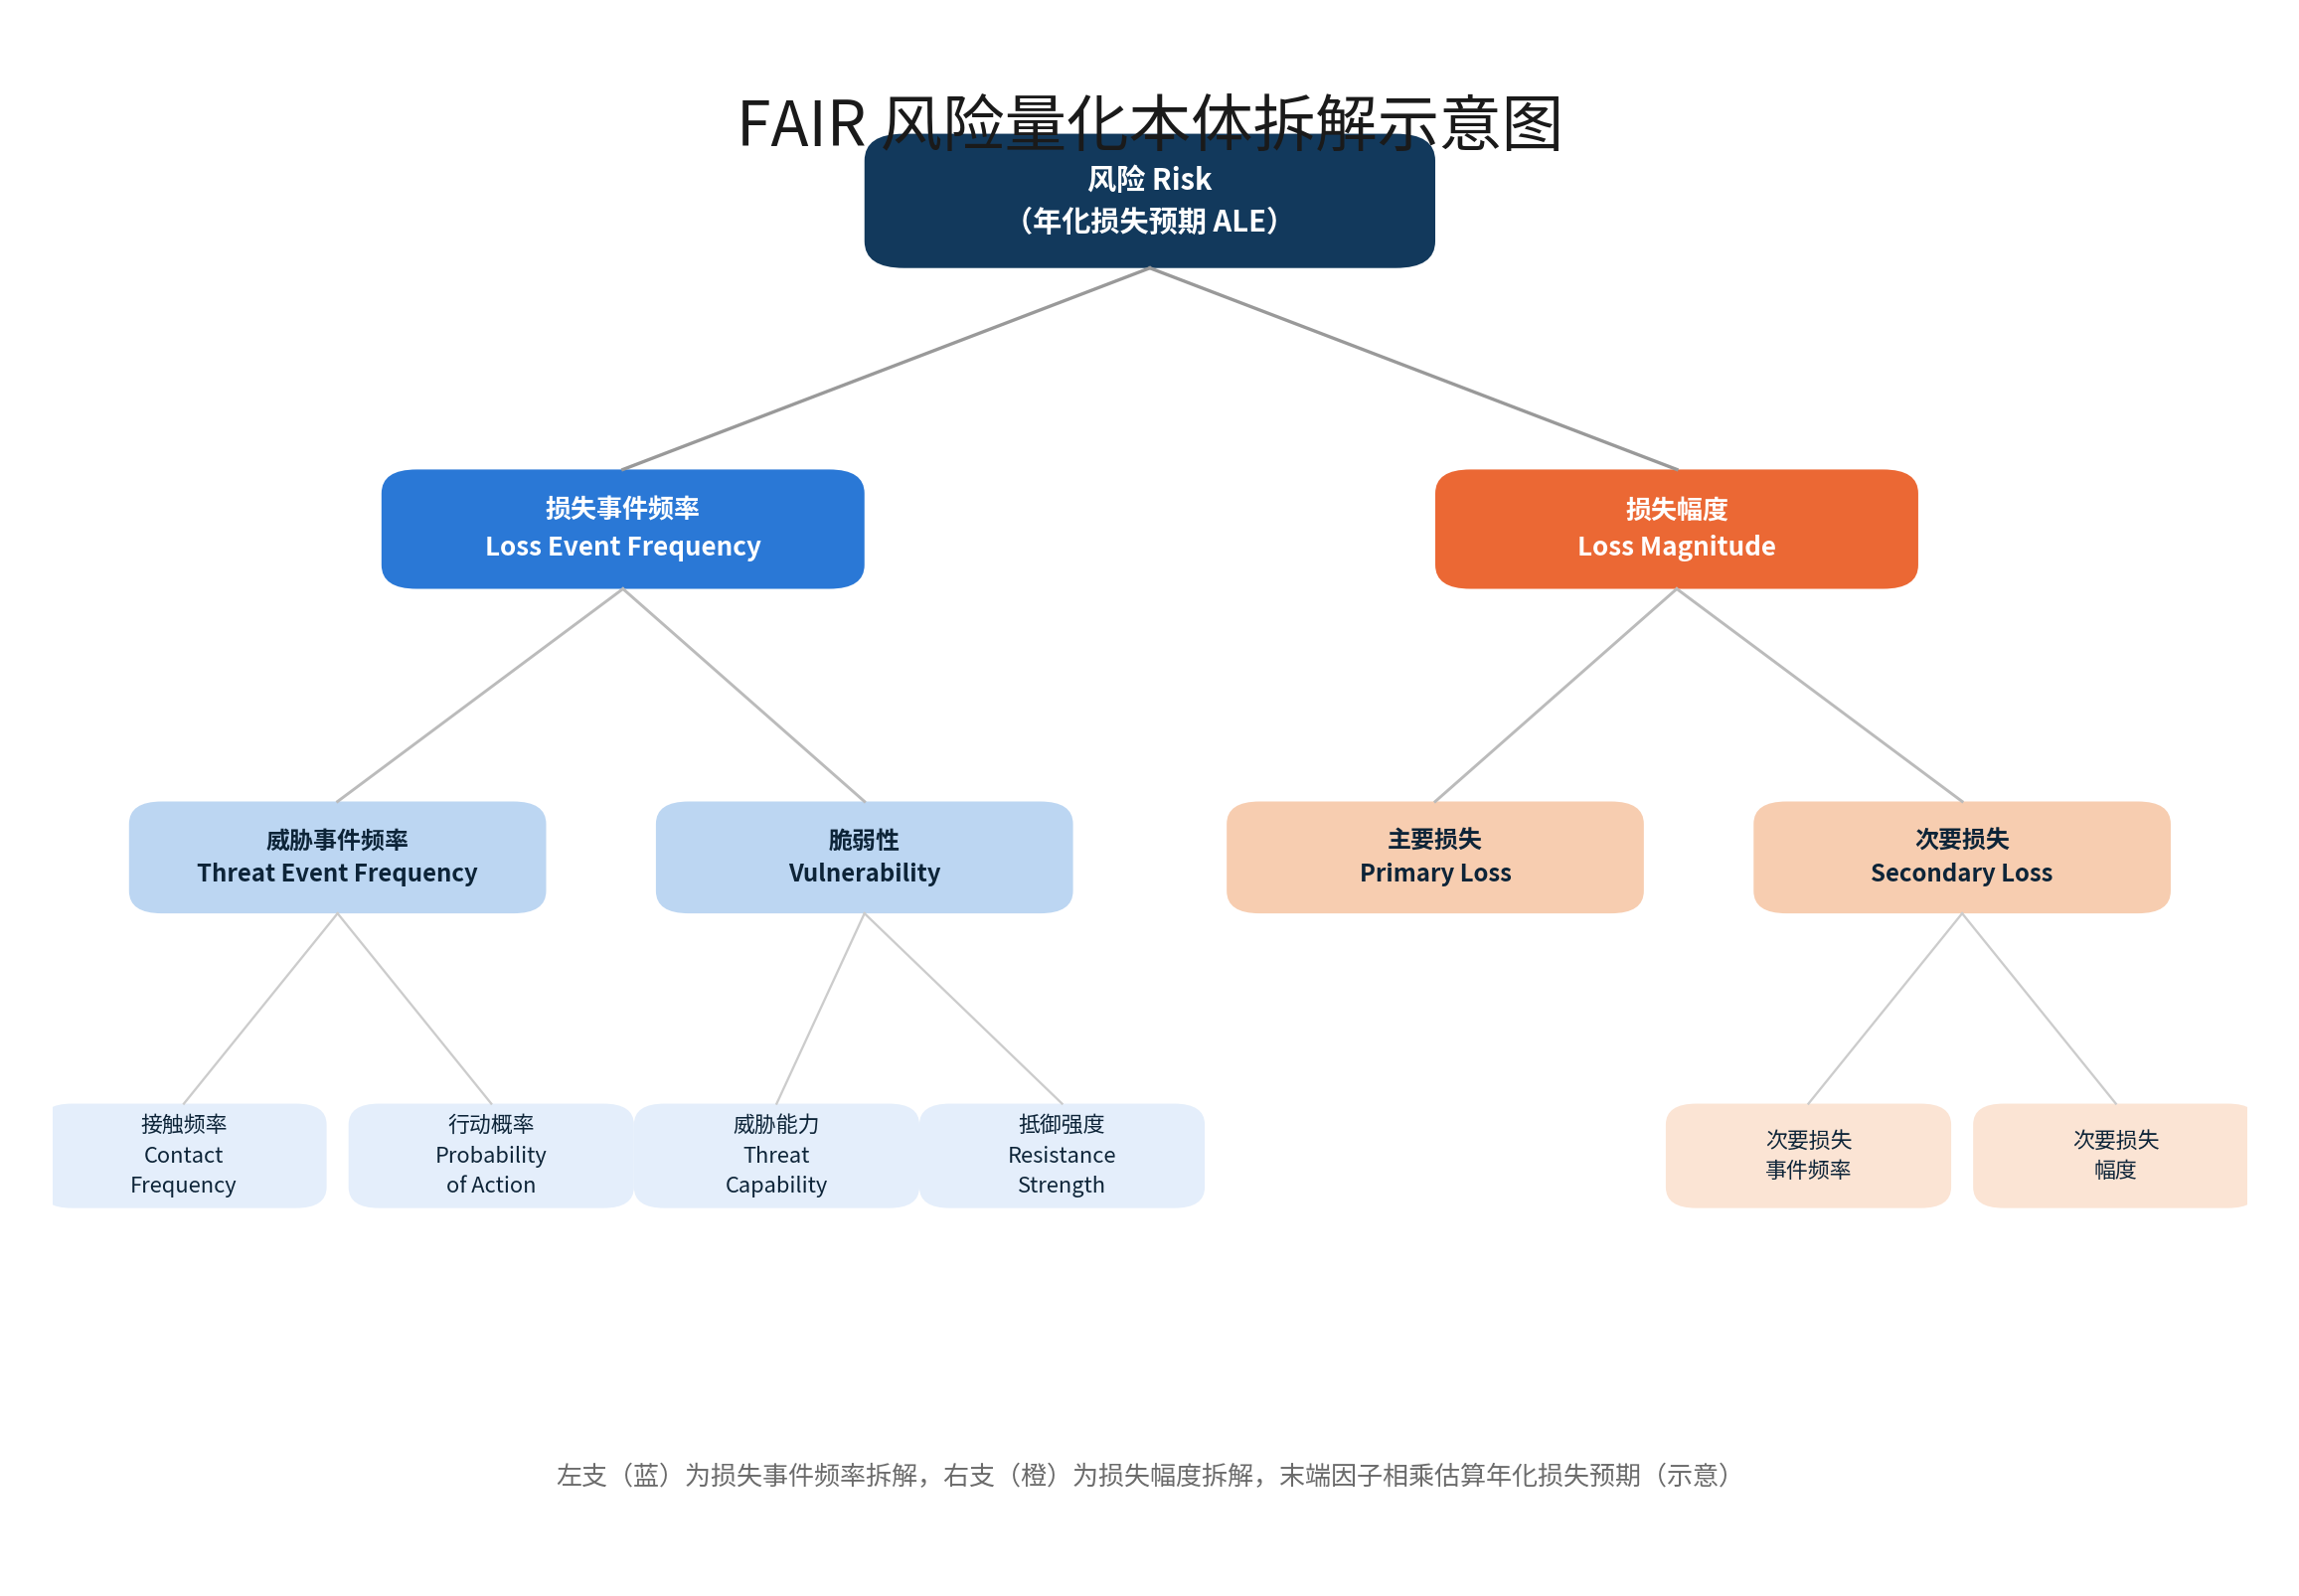 FAIR 风险量化本体拆解示意图
风险 Risk
（年化损失预期 ALE）
损失事件频率
Loss Event Frequency
损失幅度
Loss Magnitude
威胁事件频率
Threat Event Frequency
脆弱性
Vulnerability
主要损失
Primary Loss
次要损失
Secondary Loss
接触频率
Contact
Frequency
行动概率
Probability
of Action
威胁能力
Threat
Capability
抵御强度
Resistance
Strength
次要损失
事件频率
次要损失
幅度
左支（蓝）为损失事件频率拆解，右支（橙）为损失幅度拆解，末端因子相乘估算年化损失预期（示意）